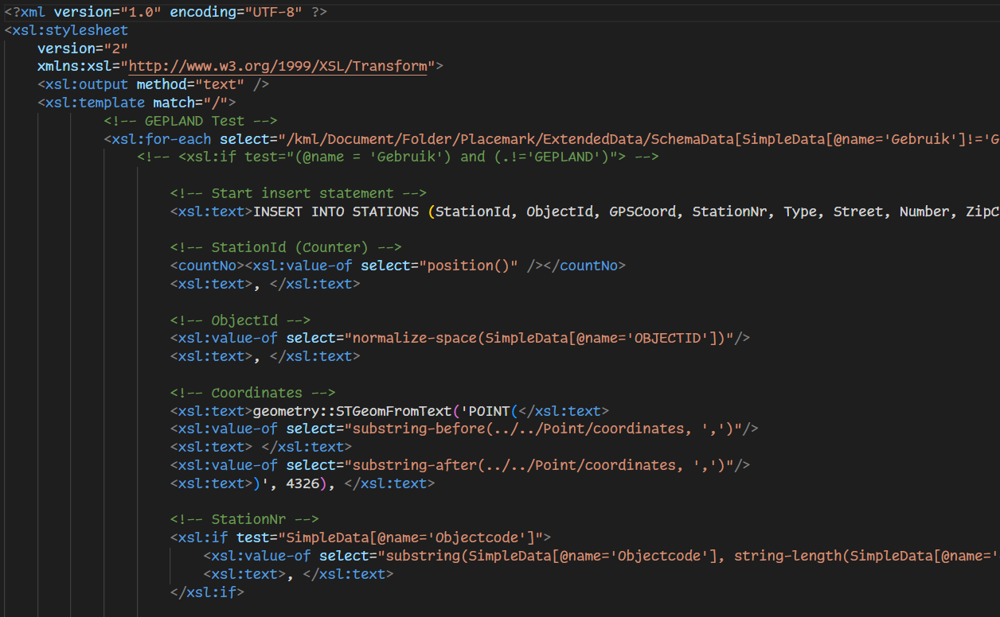 <?xml version="1.0" encoding="UTF-8" ?>
<xsl:stylesheet
version="2"
xmlns:xsl="http://www.w3.org/1999/XSL/Transform">
<xsl:output method="text" />
<xsl:template match="/">
<!-- GEPLAND Test -->
<xsl:for-each select="/kml/Document/Folder/Placemark/ExtendedData/SchemaData[SimpleData[@name='Gebruik']!='G
<!-- <xsl:if test="(@name = 'Gebruik') and (.!='GEPLAND')"> -->
<!-- Start insert statement -->
<xsl:text>INSERT INTO STATIONS (StationId, ObjectId, GPSCoord, StationNr, Type, Street, Number, ZipC
<!-- StationId (Counter) -->
<countNo><xsl:value-of select="position()" /></countNo>
<xsl:text>, </xsl:text>
<!-- ObjectId -->
<xsl:value-of select="normalize-space(SimpleData[@name='OBJECTID'])"/>
<xsl:text>, </xsl:text>
<!-- Coordinates -->
<xsl:text>geometry::STGeomFromText('POINT(</xsl:text>
<xsl:value-of select="substring-before(../../Point/coordinates, ',')"/>
<xsl:text> </xsl:text>
<xsl:value-of select="substring-after(../../Point/coordinates, ',')"/>
<xsl:text>)', 4326), </xsl:text>
<!-- StationNr -->
<xsl:if test="SimpleData[@name='Objectcode']">
<xsl:value-of select="substring(SimpleData[@name='Objectcode'], string-length(SimpleData[@name='
<xsl:text>, </xsl:text>
</xsl:if>